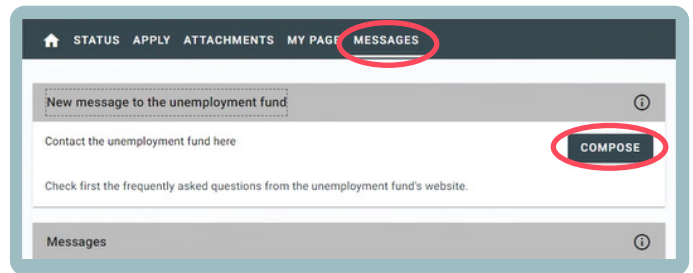 STATUS APPLY ATTACHMENTS MY PAGE MESSAGES
New message to the unemployment fund
Contact the unemployment fund here
COMPOSE
Check first the frequently asked questions from the unemployment fund's website.
Messages